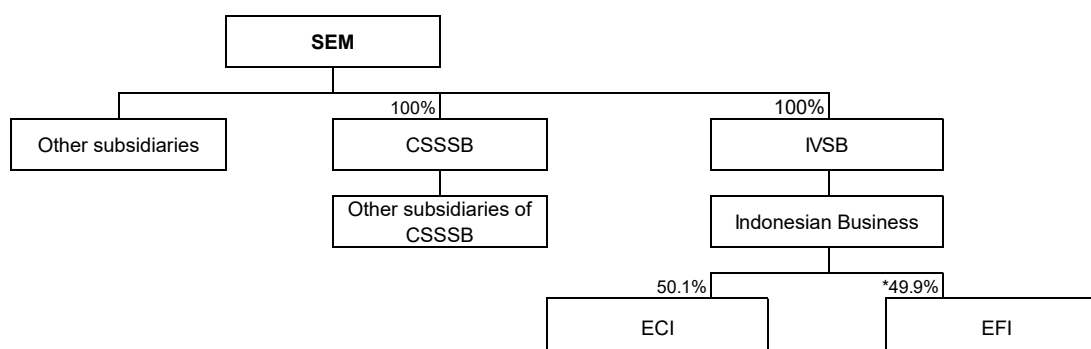 SEM
100%
100%
Other subsidiaries
CSSSB
IVSB
Other subsidiaries of
CSSSB
Indonesian Business
50.1%
*49.9%
ECI
EFI